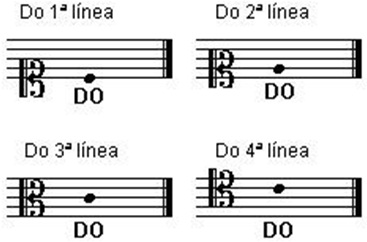 Do 1ª línea
DO
Do 2ª línea
DO
Do 3ª línea
DO
Do 4ª línea
DO